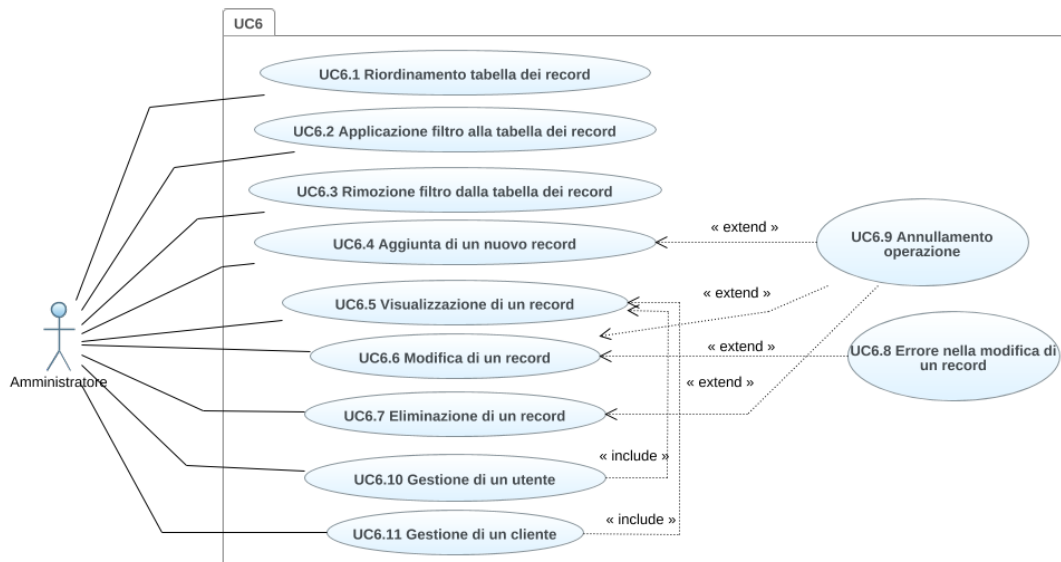 UC6
UC6.1 Riordinamento tabella dei record
UC6.2 Applicazione filtro alla tabella dei record
UC6.3 Rimozione filtro dalla tabella dei record
UC6.4 Aggiunta di un nuovo record
« extend »
UC6.9 Annullamento
operazione
UC6.5 Visualizzazione di un record
« extend »
UC6.6 Modifica di un record
« extend »
UC6.8 Errore nella modifica di
un record
Amministratore
« extend »
UC6.7 Eliminazione di un record
« include »
UC6.10 Gestione di un utente
« include »
UC6.11 Gestione di un cliente